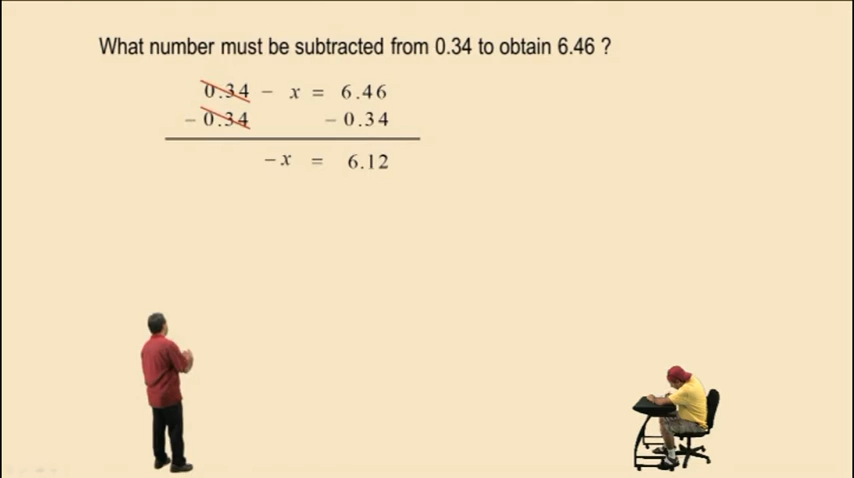 What number must be subtracted from 0.34 to obtain 6.46 ?
0.34 − x = 6.46
− 0.34 − 0.34
−x = 6.12